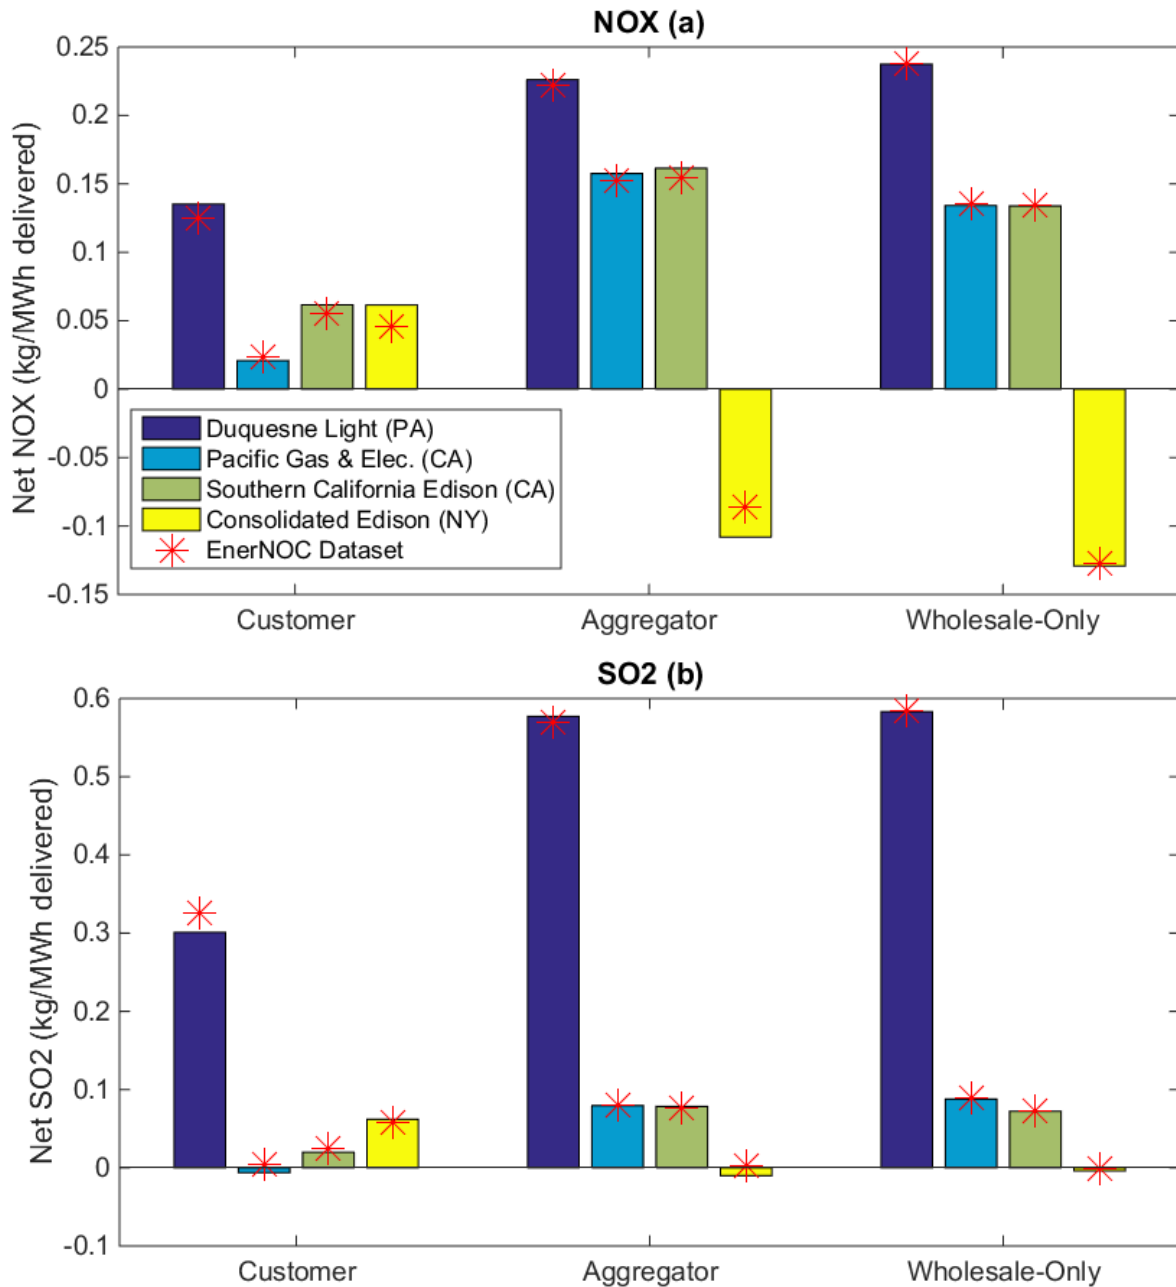 NOX (a)
Net NOX (kg/MWh delivered)
0.25
0.2
0.15
0.1
0.05
0
-0.05
-0.1
-0.15
Duquesne Light (PA)
Pacific Gas & Elec. (CA)
Southern California Edison (CA)
Consolidated Edison (NY)
EnerNOC Dataset
Customer Aggregator Wholesale-Only
SO2 (b)
Net SO2 (kg/MWh delivered)
0.6
0.5
0.4
0.3
0.2
0.1
0
-0.1
Customer Aggregator Wholesale-Only